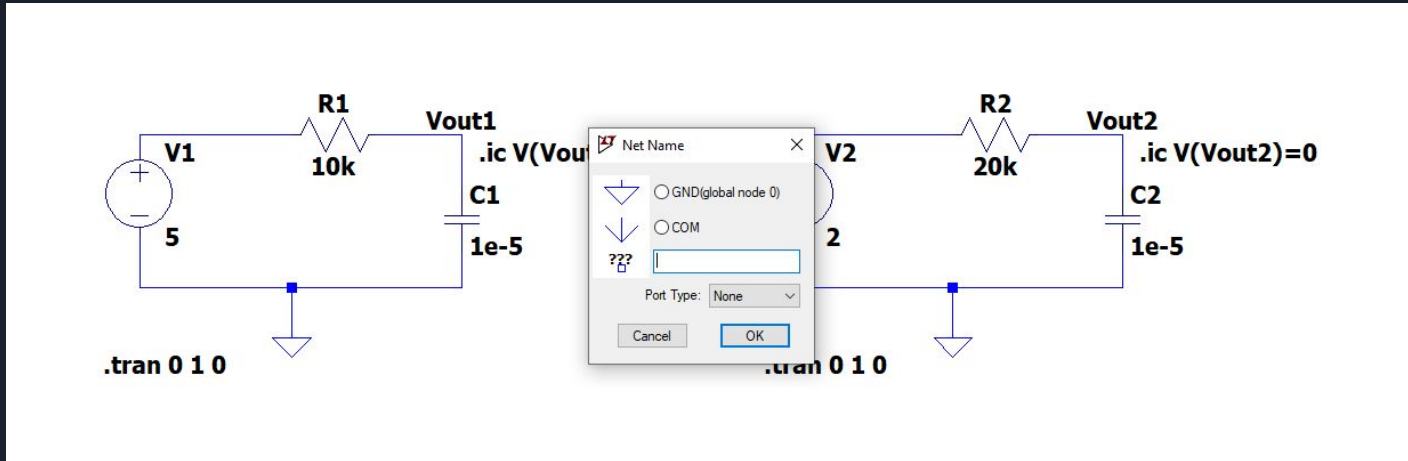 R1
10k
Vout1
.ic V(Vou
V1
5
C1
1e-5
.tran 0 1 0
Net Name
GND(global node 0)
COM
???
Port Type: None
Cancel OK
R2
20k
Vout2
.ic V(Vout2)=0
V2
2
C2
1e-5
.tran 0 1 0